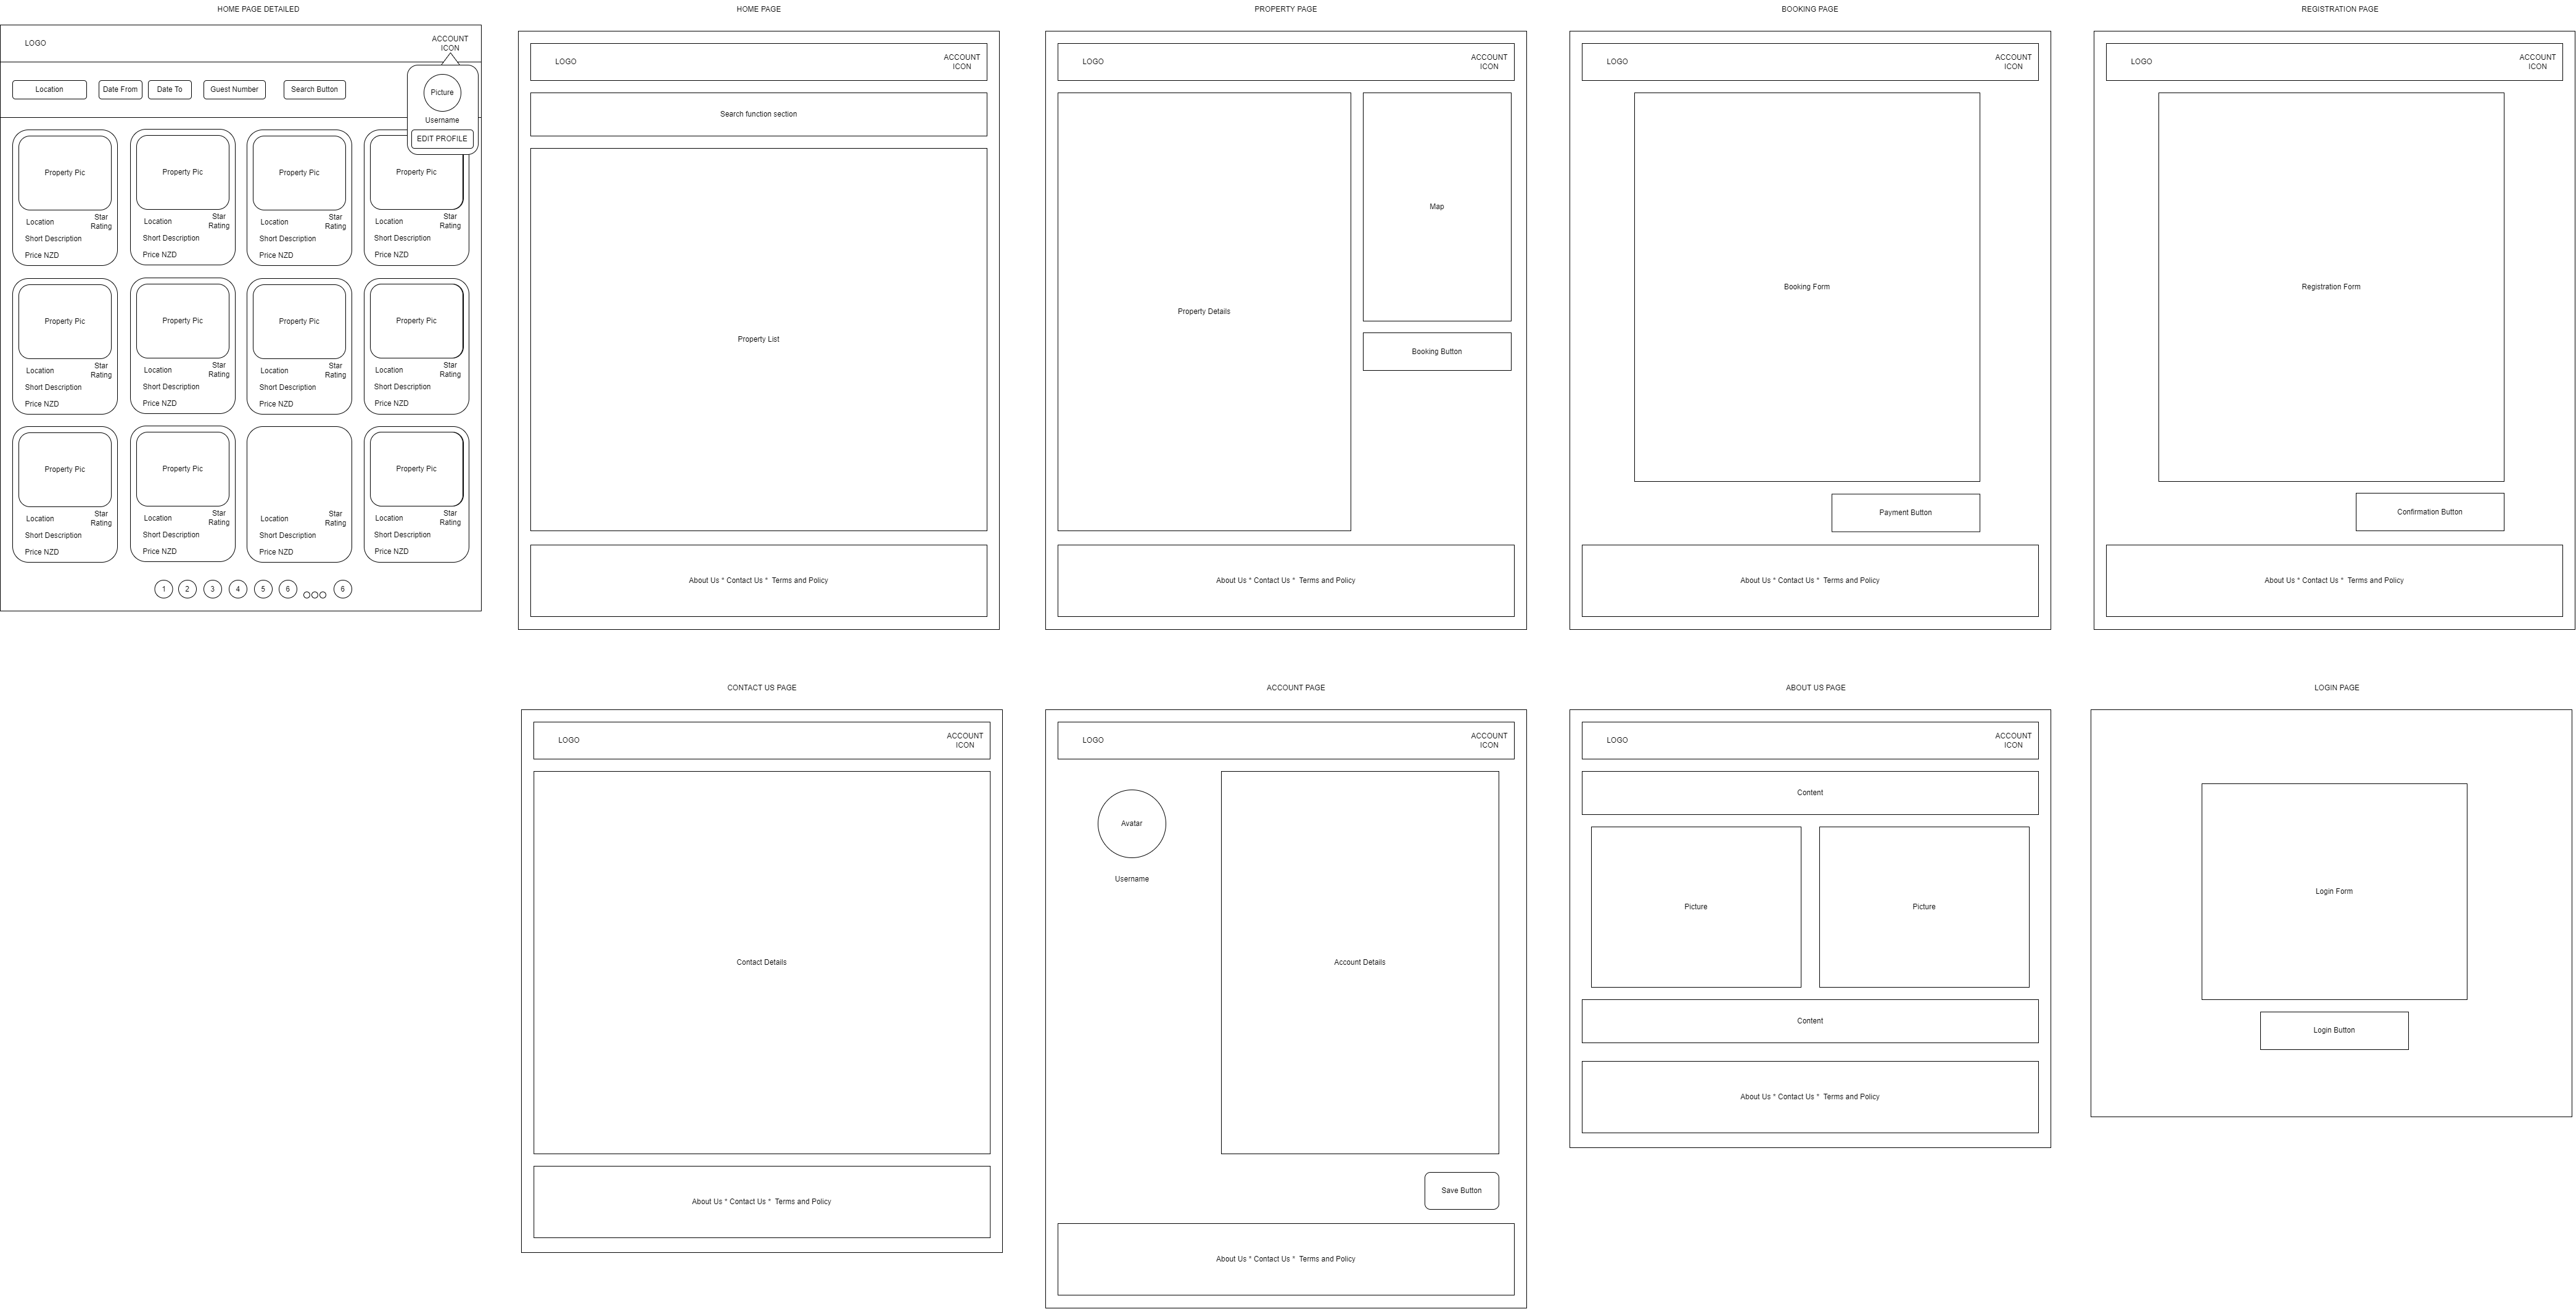 HOME PAGE DETAILED
LOGO
ACCOUNT
ICON
Location
Date From
Date To
Guest Number
Search Button
Picture
Username
EDIT PROFILE
Property Pic
Location
Star
Rating
Short Description
Price NZD
Property Pic
Location
Star
Rating
Short Description
Price NZD
Property Pic
Location
Star
Rating
Short Description
Price NZD
Property Pic
Location
Star
Rating
Short Description
Price NZD
Property Pic
Location
Star
Rating
Short Description
Price NZD
Property Pic
Location
Star
Rating
Short Description
Price NZD
Property Pic
Location
Star
Rating
Short Description
Price NZD
Property Pic
Location
Star
Rating
Short Description
Price NZD
Property Pic
Location
Star
Rating
Short Description
Price NZD
Property Pic
Location
Star
Rating
Short Description
Price NZD
Location
Star
Rating
Short Description
Price NZD
Property Pic
Location
Star
Rating
Short Description
Price NZD
1
2
3
4
5
6
6
HOME PAGE
LOGO
ACCOUNT
ICON
Search function section
Property List
About Us * Contact Us * Terms and Policy
PROPERTY PAGE
LOGO
ACCOUNT
ICON
Property Details
Map
Booking Button
About Us * Contact Us * Terms and Policy
BOOKING PAGE
LOGO
ACCOUNT
ICON
Booking Form
Payment Button
About Us * Contact Us * Terms and Policy
REGISTRATION PAGE
LOGO
ACCOUNT
ICON
Registration Form
Confirmation Button
About Us * Contact Us * Terms and Policy
CONTACT US PAGE
LOGO
ACCOUNT
ICON
Contact Details
About Us * Contact Us * Terms and Policy
ACCOUNT PAGE
LOGO
ACCOUNT
ICON
Avatar
Username
Account Details
Save Button
About Us * Contact Us * Terms and Policy
ABOUT US PAGE
LOGO
ACCOUNT
ICON
Content
Picture
Picture
Content
About Us * Contact Us * Terms and Policy
LOGIN PAGE
Login Form
Login Button